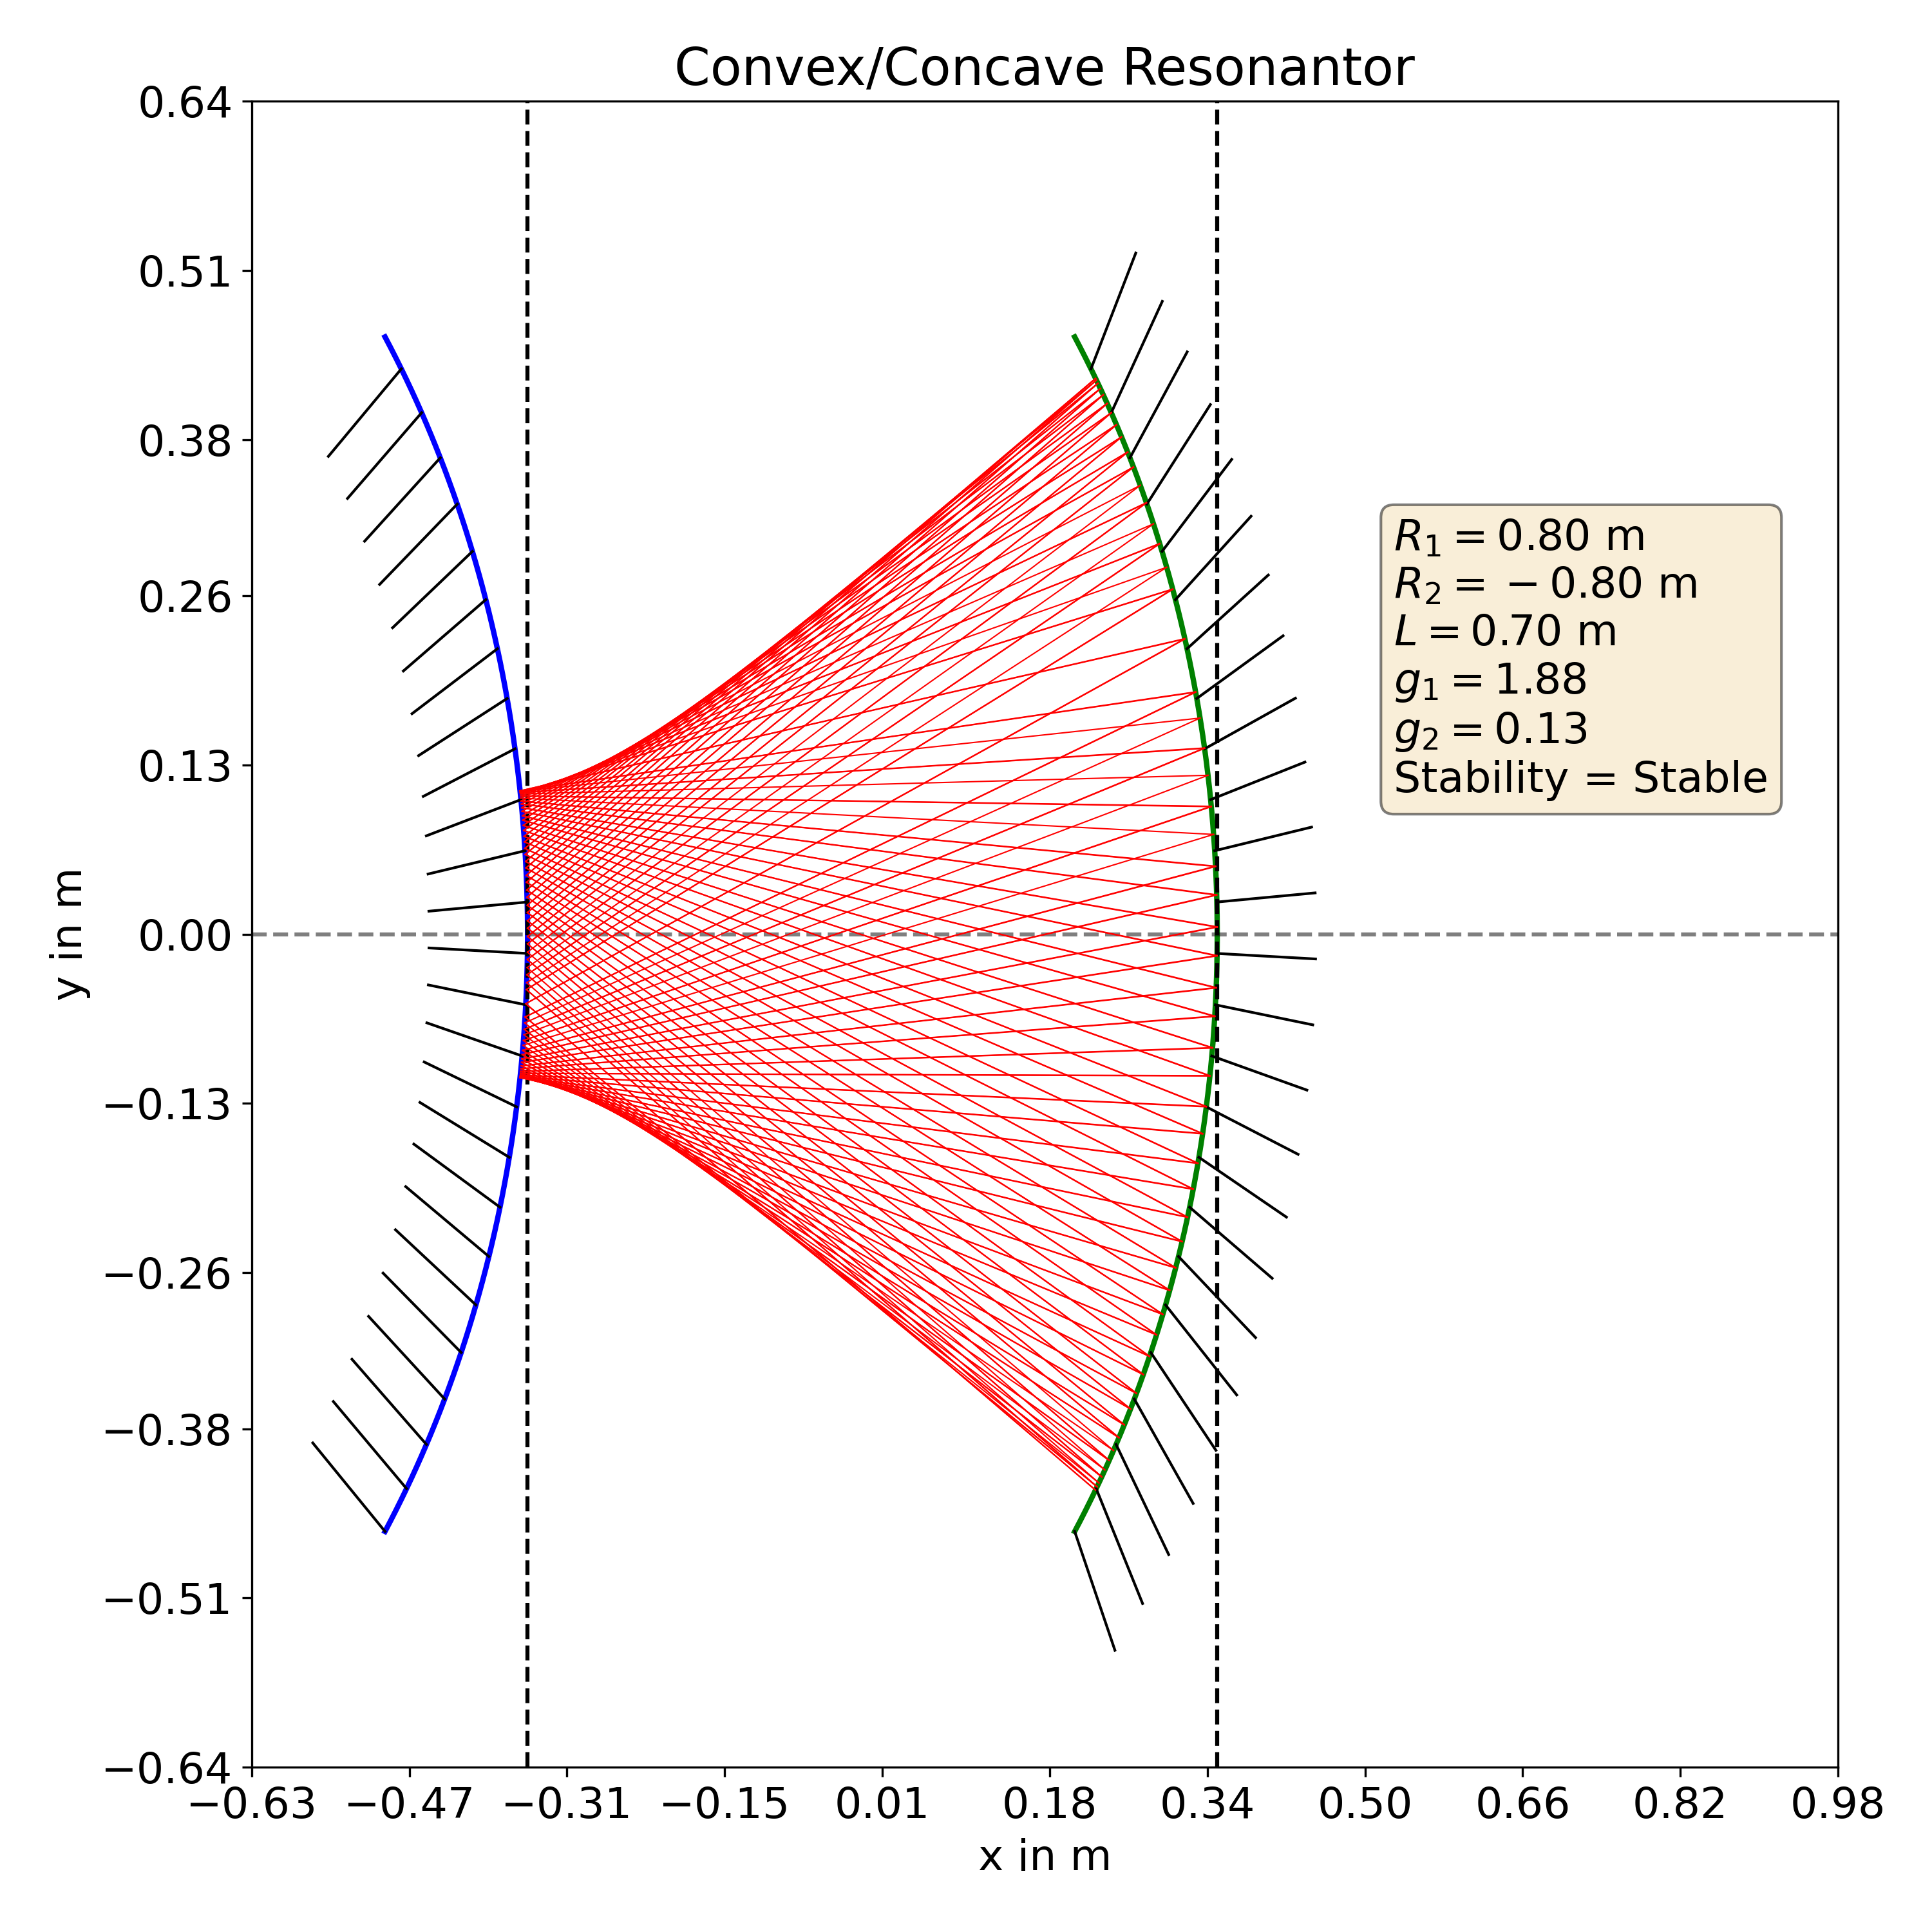 Convex/Concave Resonantor
0.64
0.51
0.38
0.26
0.13
0.00
−0.13
−0.26
−0.38
−0.51
−0.64
y in m
R₁ = 0.80 m
R₂ = −0.80 m
L = 0.70 m
g₁ = 1.88
g₂ = 0.13
Stability = Stable
−0.63 −0.47 −0.31 −0.15 0.01 0.18 0.34 0.50 0.66 0.82 0.98
x in m